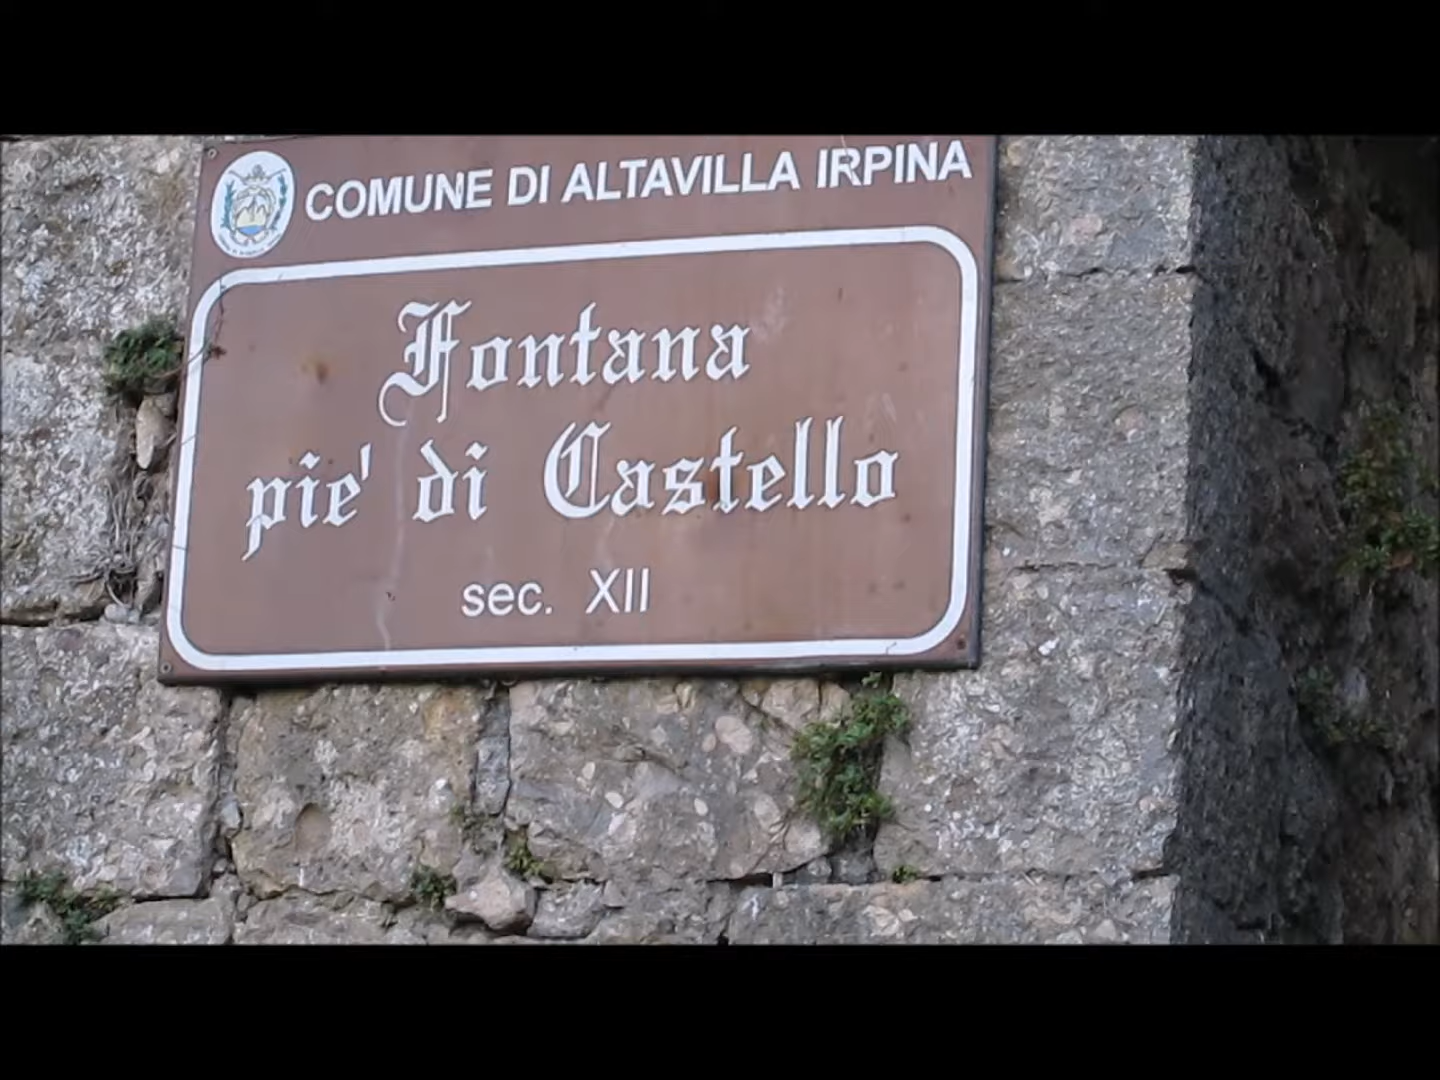 COMUNE DI ALTAVILLA IRPINA
Fontana
pie' di Castello
sec. XII